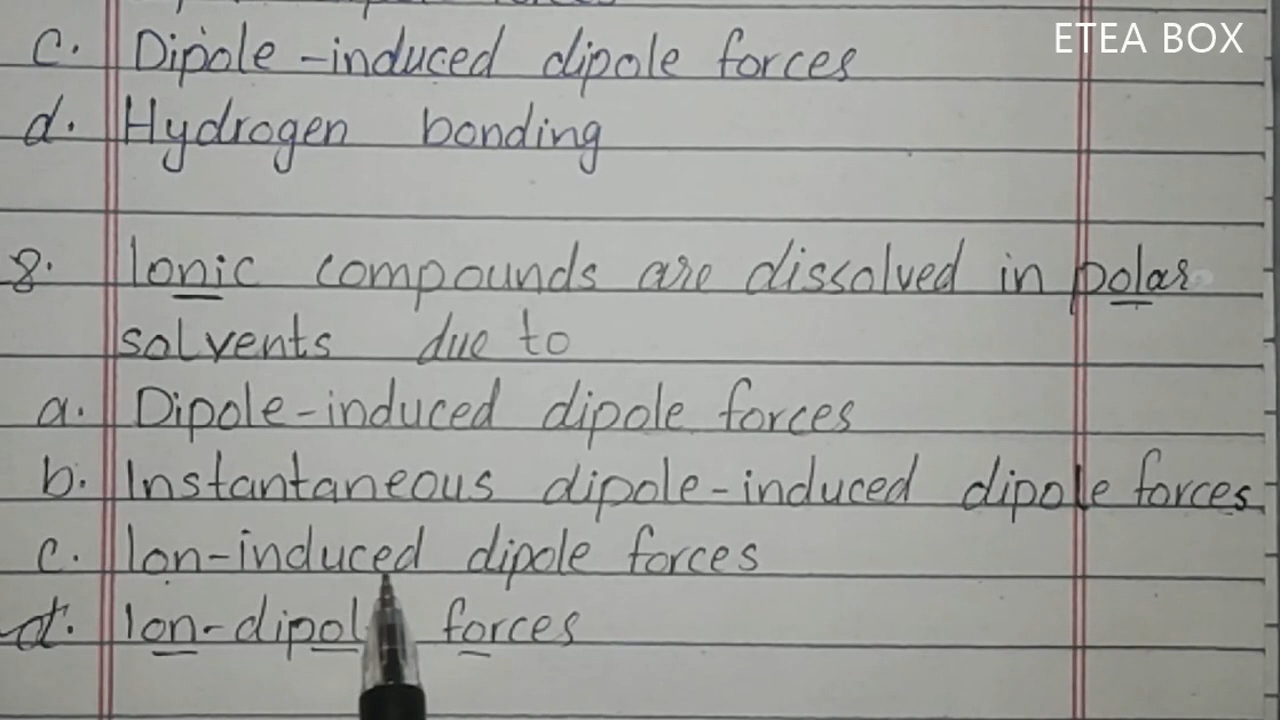 ETEA BOX
c. Dipole-induced dipole forces
d. Hydrogen bonding
8. Ionic compounds are dissolved in polar
solvents due to
a. Dipole-induced dipole forces
b. Instantaneous dipole-induced dipole forces
c. Ion-induced dipole forces
d. Ion-dipol forces